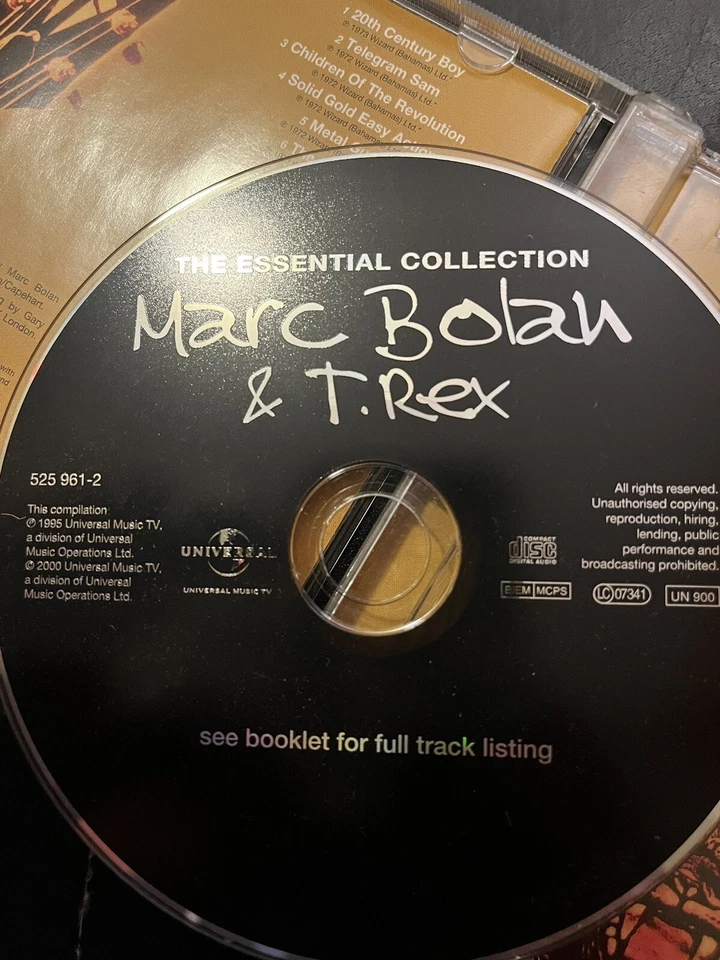 1 20th Century Boy
℗ 1973 Wizard (Bahamas) Ltd.*
2 Telegram Sam
℗ 1972 Wizard (Bahamas) Ltd.*
3 Children Of The Revolution
℗ 1972 Wizard (Bahamas) Ltd.*
4 Solid Gold Easy
℗ 1972 Wizard (Bahamas) Ltd.*
5 Metal
6
Marc Bolan
/Capehart.
by Gary
London.
with
THE ESSENTIAL COLLECTION
Marc Bolan
& T.Rex
525 961-2
This compilation
℗ 1995 Universal Music TV,
a division of Universal
Music Operations Ltd.
© 2000 Universal Music TV,
a division of Universal
Music Operations Ltd.
UNIVERSAL
UNIVERSAL MUSIC TV
COMPACT
disc
DIGITAL AUDIO
All rights reserved.
Unauthorised copying,
reproduction, hiring,
lending, public
performance and
broadcasting prohibited.
BIEM MCPS
LC 07341
UN 900
see booklet for full track listing